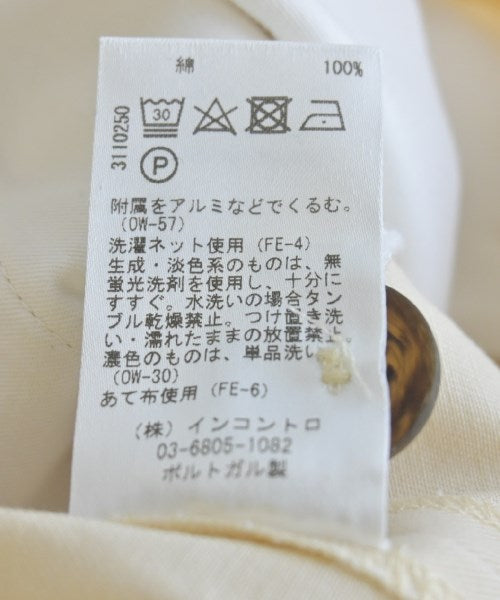 綿 100%
3110250
30
P
附属をアルミなどでくるむ。
(OW-57)
洗濯ネット使用 (FE-4)
生成・淡色系のものは、無
蛍光洗剤を使用し、十分に
すすぐ。水洗いの場合タン
ブル乾燥禁止。つけ置き洗
い・濡れたままの放置禁止。
濃色のものは、単品洗い
(OW-30)
あて布使用 (FE-6)
(株) インコントロ
03-6805-1082
ポルトガル製